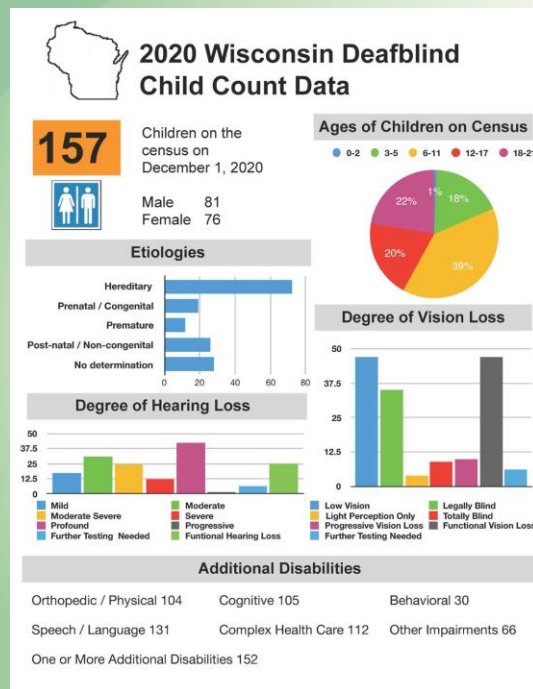 2020 Wisconsin Deafblind
Child Count Data
157
Children on the
census on
December 1, 2020
Male 81
Female 76
Ages of Children on Census
0-2 3-5 6-11 12-17 18-21
1%
18%
22%
20%
39%
Etiologies
Hereditary
Prenatal / Congenital
Premature
Post-natal / Non-congenital
No determination
0 20 40 60 80
Degree of Vision Loss
50
37.5
25
12.5
0
Low Vision Legally Blind
Light Perception Only Totally Blind
Progressive Vision Loss Functional Vision Loss
Further Testing Needed
Degree of Hearing Loss
50
37.5
25
12.5
0
Mild Moderate
Moderate Severe Severe
Profound Progressive
Further Testing Needed Funtional Hearing Loss
Additional Disabilities
Orthopedic / Physical 104 Cognitive 105 Behavioral 30
Speech / Language 131 Complex Health Care 112 Other Impairments 66
One or More Additional Disabilities 152